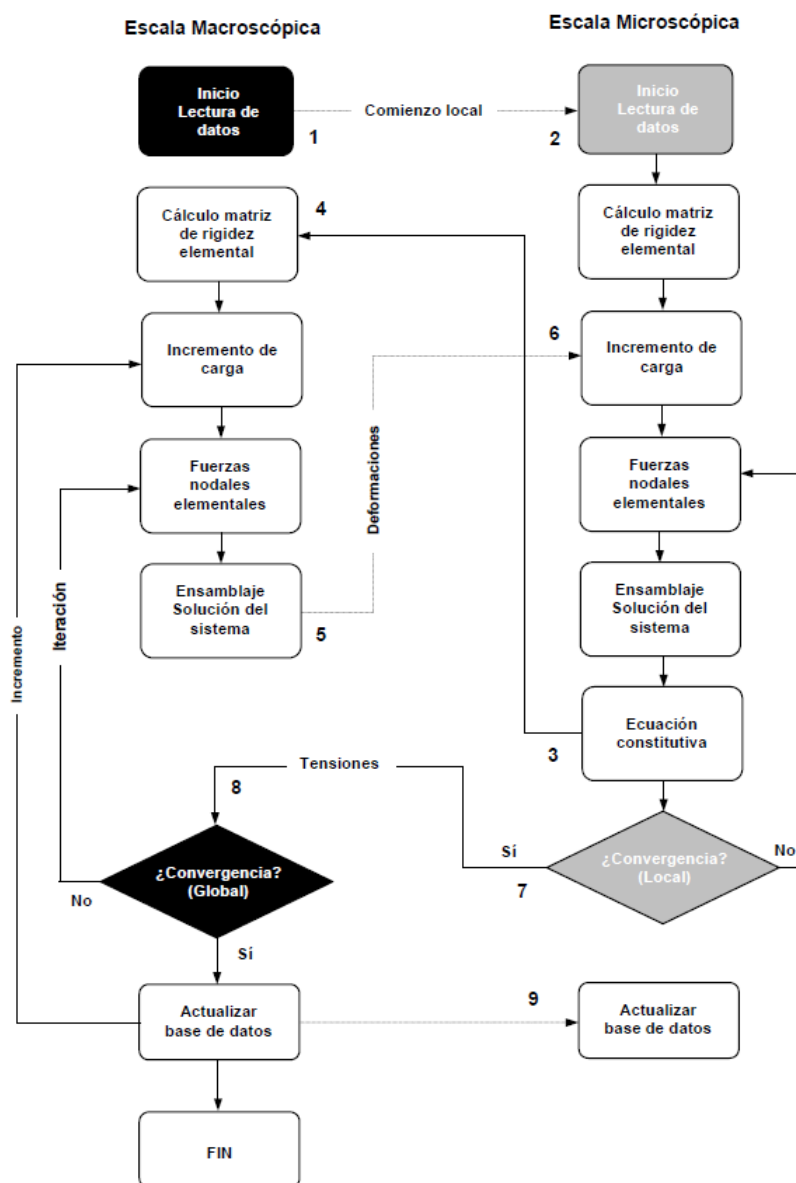 Escala Macroscópica
Escala Microscópica
Inicio
Lectura de
datos
1
Comienzo local
2
Inicio
Lectura de
datos
Cálculo matriz
de rigidez
elemental
4
Cálculo matriz
de rigidez
elemental
Incremento de
carga
6
Incremento de
carga
Fuerzas
nodales
elementales
Deformaciones
Fuerzas
nodales
elementales
Ensamblaje
Solución del
sistema
5
Ensamblaje
Solución del
sistema
Iteración
Incremento
Ecuación
constitutiva
3
Tensiones
8
¿Convergencia?
(Global)
No
Sí
Sí
7
¿Convergencia?
(Local)
No
Actualizar
base de datos
9
Actualizar
base de datos
FIN